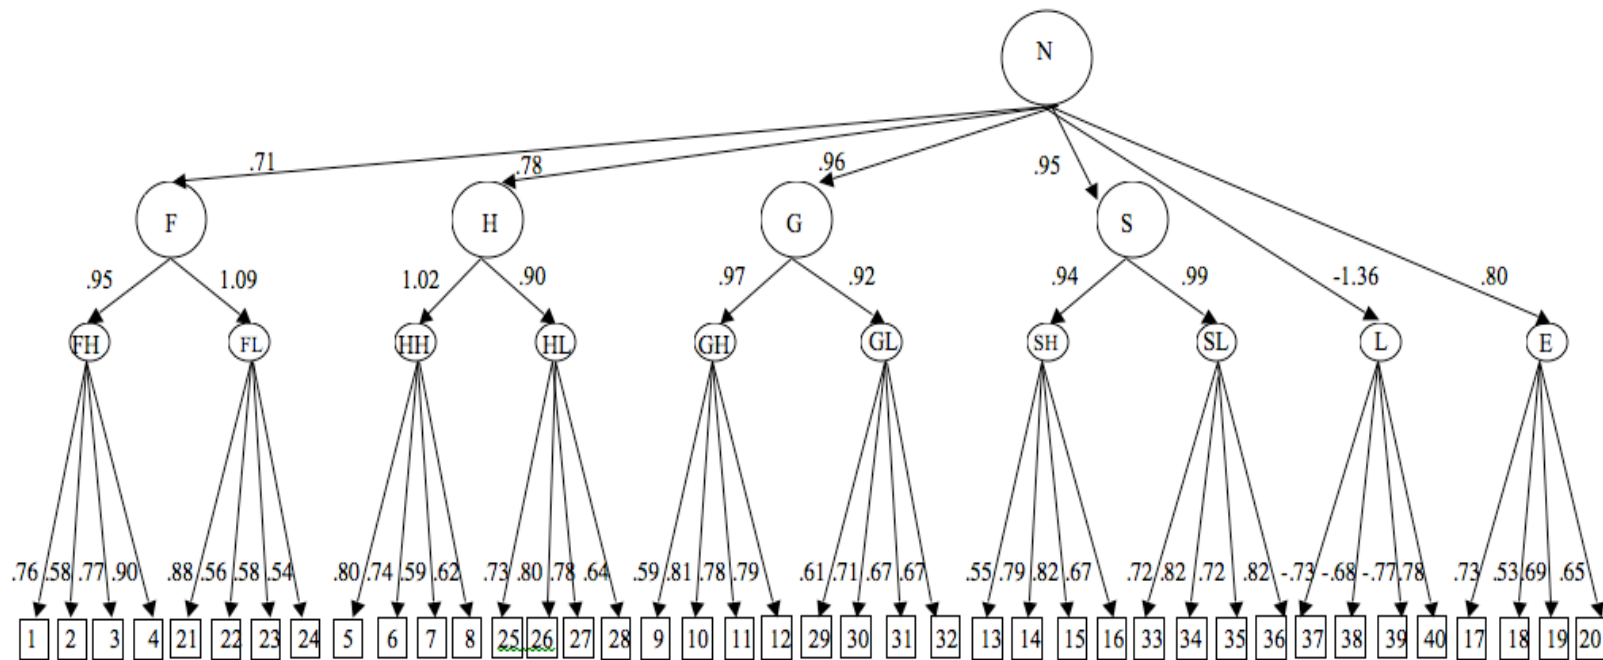 N
.71 .78 .96 .95
F H G S
.95 1.09 1.02 .90 .97 .92 .94 .99 -1.36 .80
FH FL HH HL GH GL SH SL L E
.76 .58 .77 .90 .88 .56 .58 .54 .80 .74 .59 .62 .73 .80 .78 .64 .59 .81 .78 .79 .61 .71 .67 .67 .55 .79 .82 .67 .72 .82 .72 .82 -.73 -.68 -.77 .78 .73 .53 .69 .65
1 2 3 4 21 22 23 24 5 6 7 8 25 26 27 28 9 10 11 12 29 30 31 32 13 14 15 16 33 34 35 36 37 38 39 40 17 18 19 20